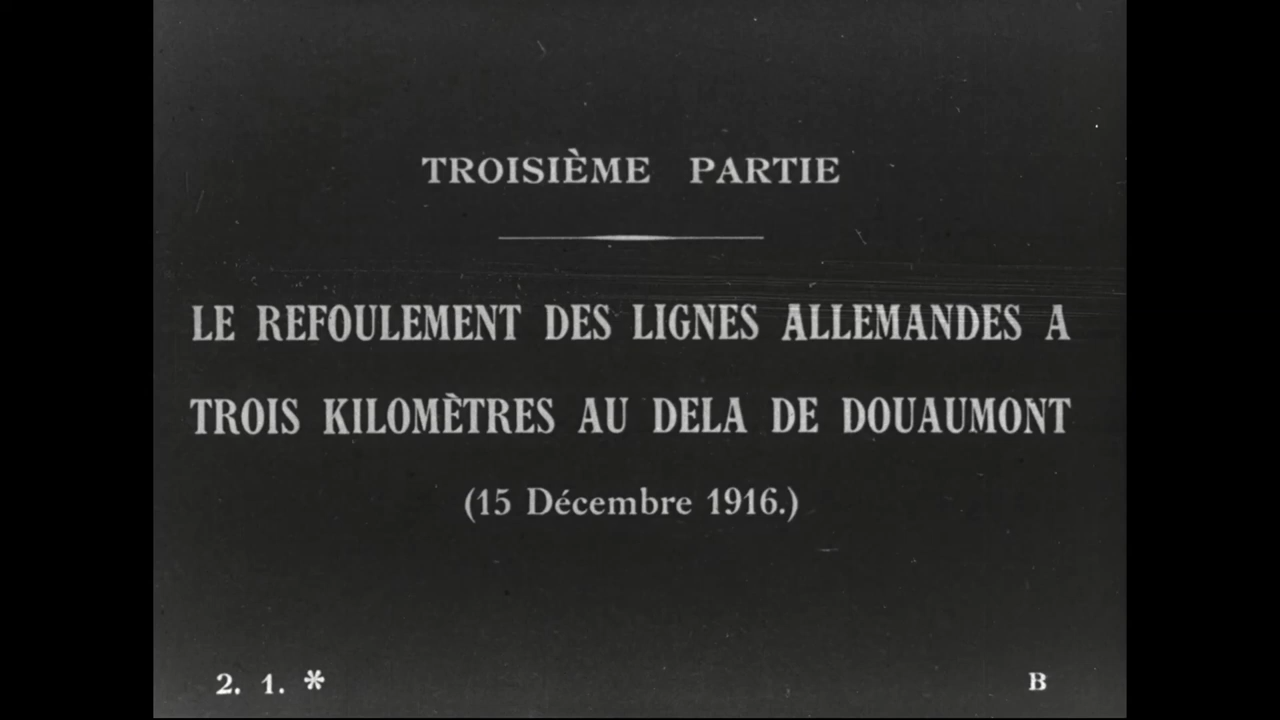 TROISIÈME PARTIE
LE REFOULEMENT DES LIGNES ALLEMANDES A
TROIS KILOMÈTRES AU DELA DE DOUAUMONT
(15 Décembre 1916.)
2. 1. * B